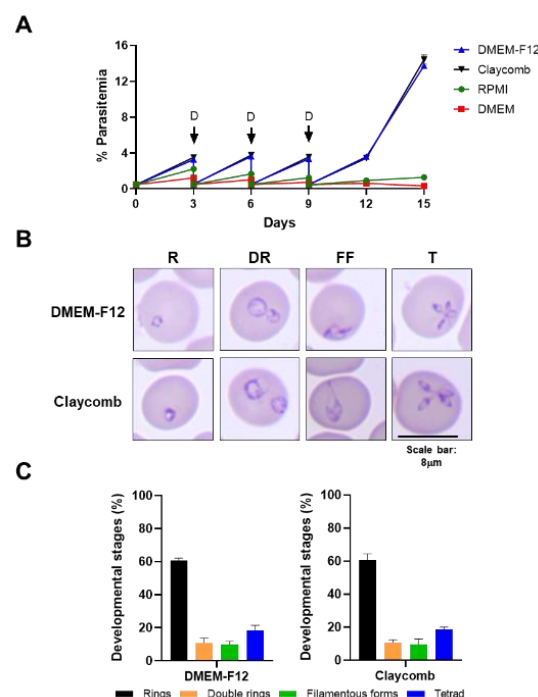 A
16
12
8
4
0
% Parasitemia
D D D
0 3 6 9 12 15
Days
DMEM-F12
Claycomb
RPMI
DMEM
B
R DR FF T
DMEM-F12
Claycomb
Scale bar:
8µm
C
Developmental stages (%)
100
80
60
40
20
0
DMEM-F12
Developmental stages (%)
100
80
60
40
20
0
Claycomb
Rings Double rings Filamentous forms Tetrad